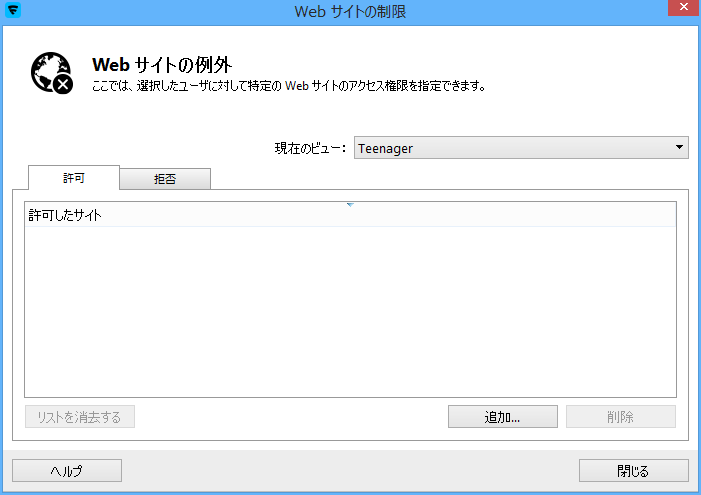 Web サイトの制限
Web サイトの例外
ここでは、選択したユーザに対して特定の Web サイトのアクセス権限を指定できます。
現在のビュー: Teenager
許可 拒否
許可したサイト
リストを消去する 追加... 削除
ヘルプ 閉じる